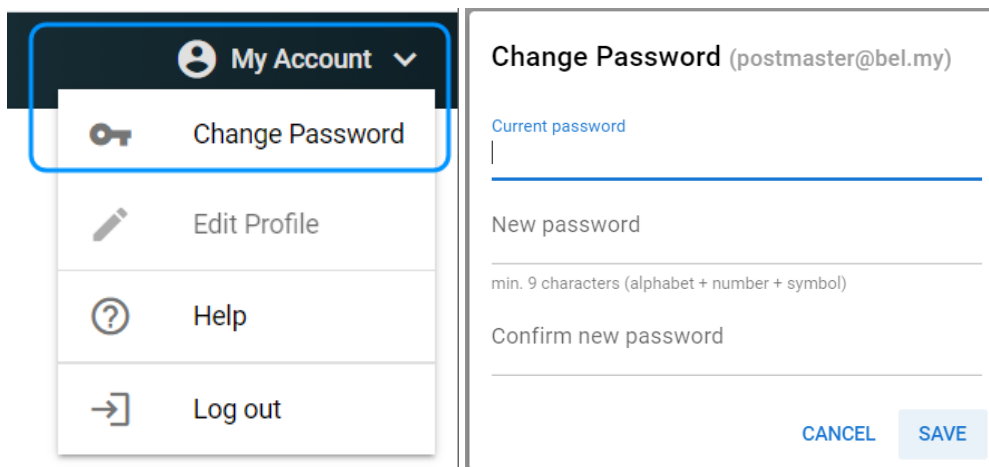 My Account
Change Password
Edit Profile
Help
Log out
Change Password (postmaster@bel.my)
Current password
New password
min. 9 characters (alphabet + number + symbol)
Confirm new password
CANCEL SAVE